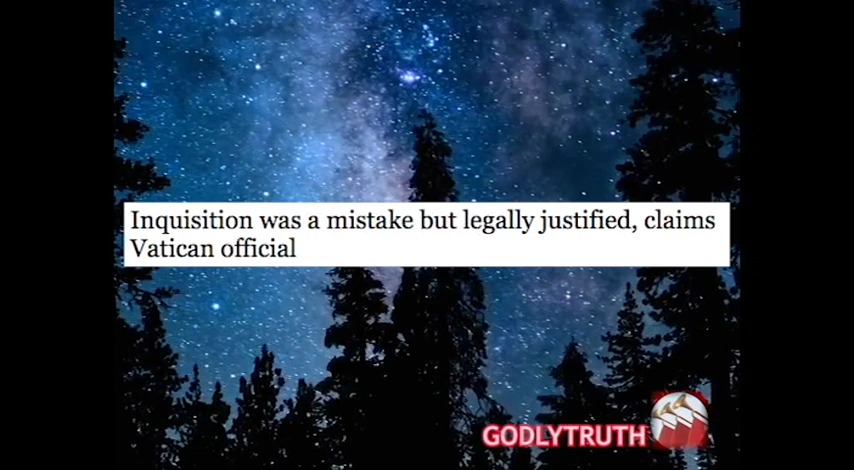 Inquisition was a mistake but legally justified, claims
Vatican official
GODLYTRUTH